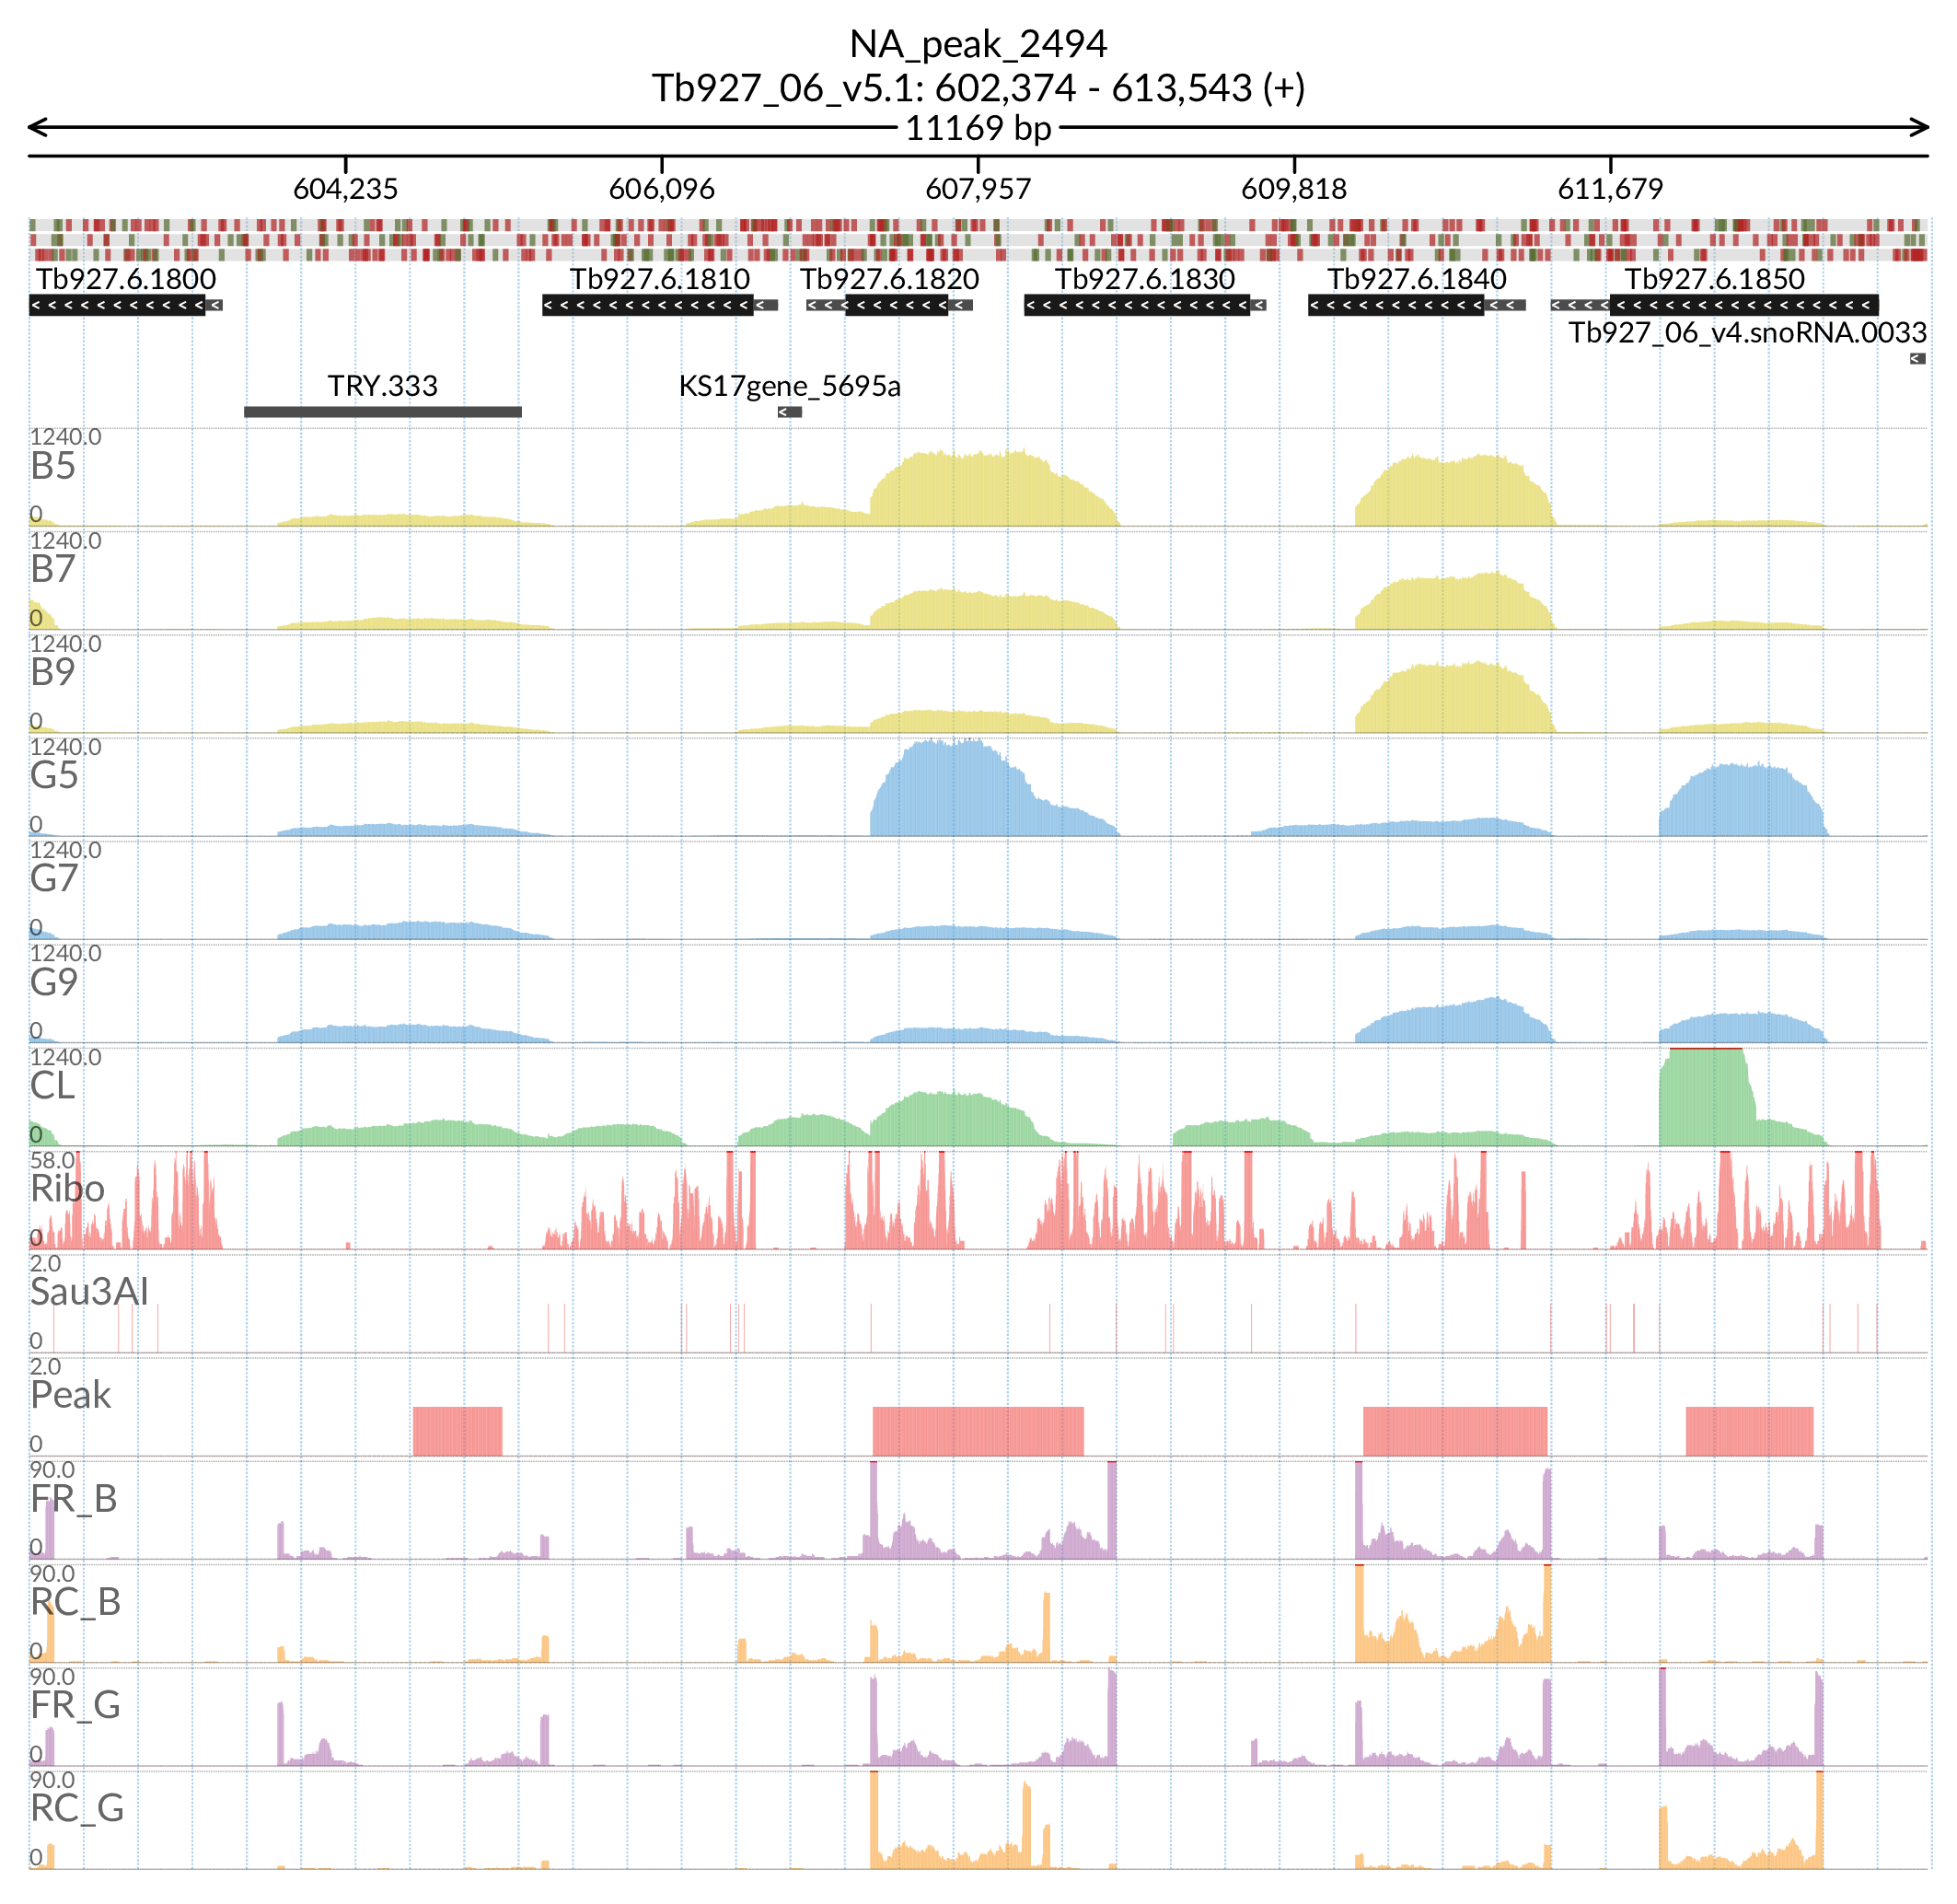 NA_peak_2494
Tb927_06_v5.1: 602,374 - 613,543 (+)
11169 bp
604,235 606,096 607,957 609,818 611,679
Tb927.6.1800 Tb927.6.1810 Tb927.6.1820 Tb927.6.1830 Tb927.6.1840 Tb927.6.1850
Tb927_06_v4.snoRNA.0033
TRY.333 KS17gene_5695a
1240.0
B5
0
1240.0
B7
0
1240.0
B9
0
1240.0
G5
0
1240.0
G7
0
1240.0
G9
0
1240.0
CL
0
58.0
Ribo
0
2.0
Sau3AI
0
2.0
Peak
0
90.0
FR_B
0
90.0
RC_B
0
90.0
FR_G
0
90.0
RC_G
0